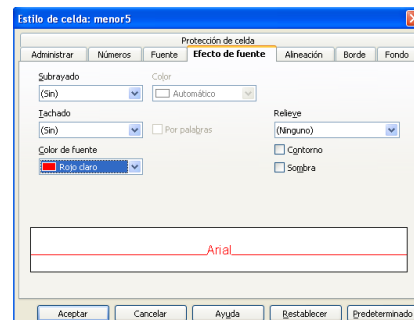 Estilo de celda: menor5
Protección de celda
Administrar Números Fuente Efecto de fuente Alineación Borde Fondo
Subrayado Color
(Sin) Automático
Tachado Relieve
(Sin) Por palabras (Ninguno)
Color de fuente Contorno
Rojo claro Sombra
Arial
Aceptar Cancelar Ayuda Restablecer Predeterminado